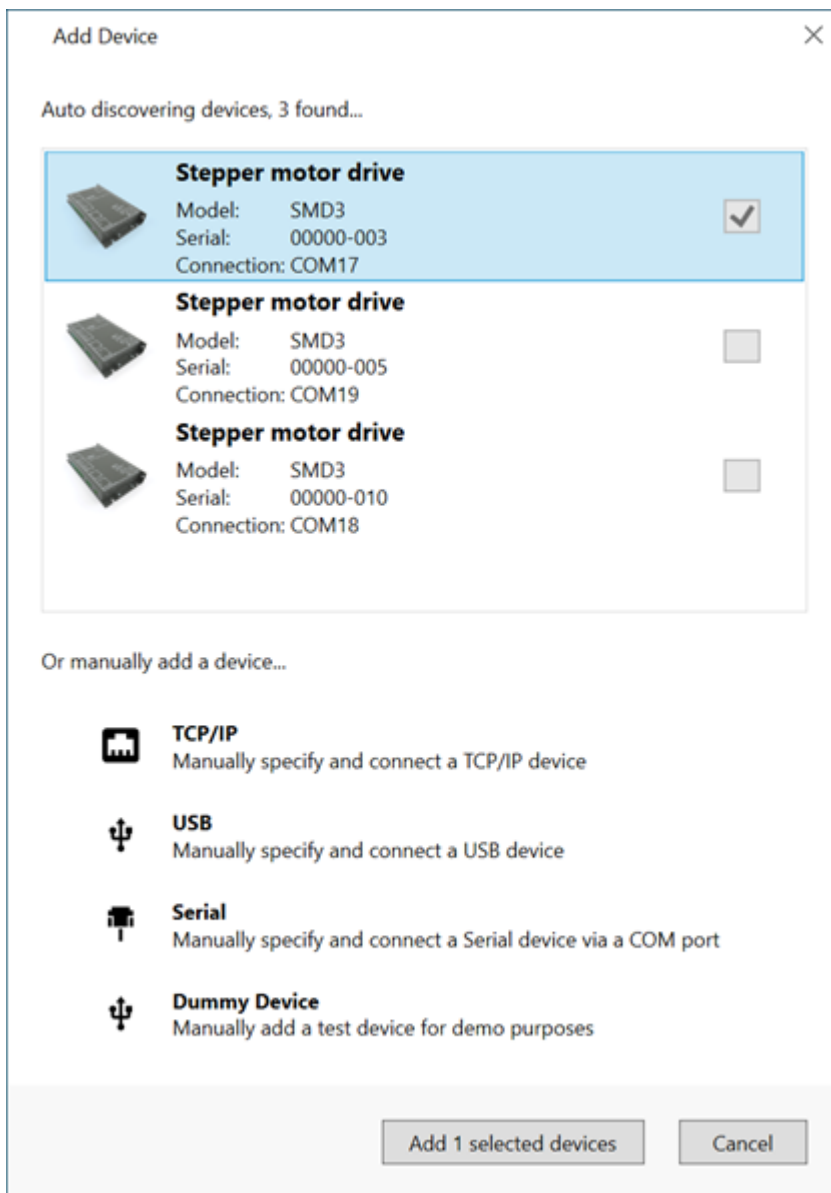 Add Device
Auto discovering devices, 3 found...
Stepper motor drive
Model: SMD3
Serial: 00000-003
Connection: COM17
Stepper motor drive
Model: SMD3
Serial: 00000-005
Connection: COM19
Stepper motor drive
Model: SMD3
Serial: 00000-010
Connection: COM18
Or manually add a device...
TCP/IP
Manually specify and connect a TCP/IP device
USB
Manually specify and connect a USB device
Serial
Manually specify and connect a Serial device via a COM port
Dummy Device
Manually add a test device for demo purposes
Add 1 selected devices
Cancel